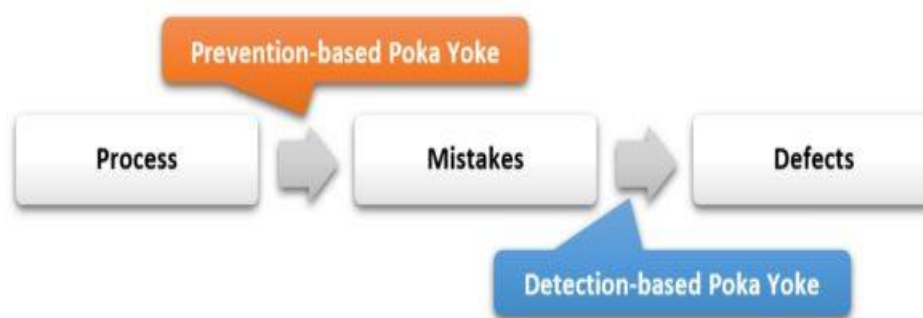 Prevention-based Poka Yoke
Process
Mistakes
Defects
Detection-based Poka Yoke